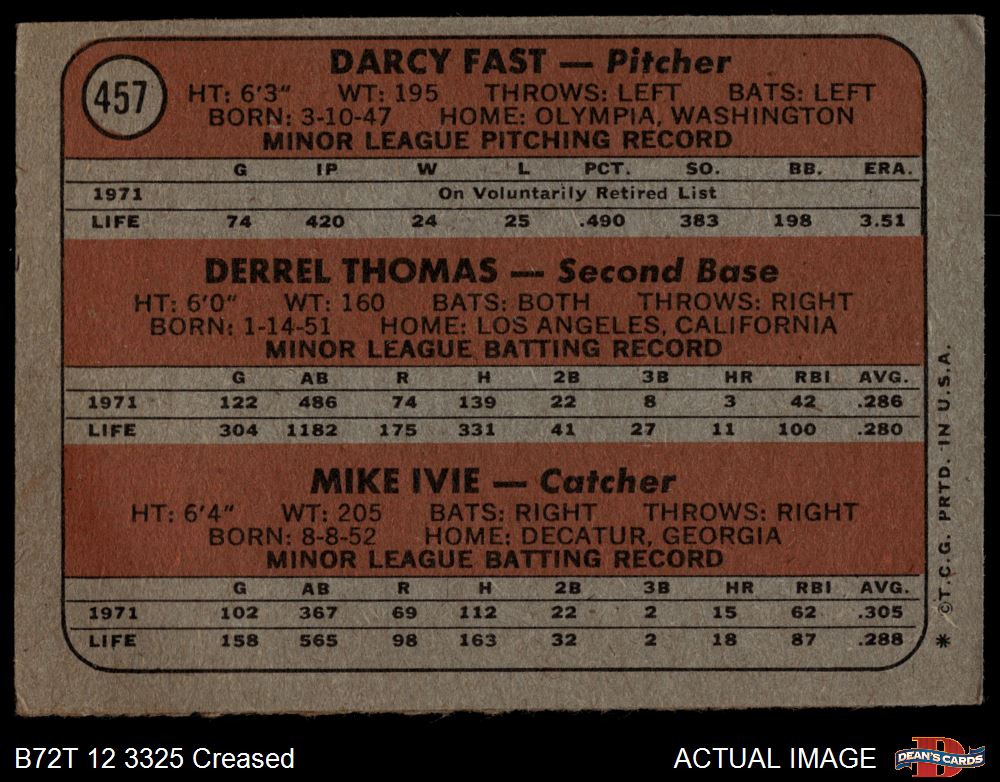 457
DARCY FAST — Pitcher
HT: 6'3" WT: 195 THROWS: LEFT BATS: LEFT
BORN: 3-10-47 HOME: OLYMPIA, WASHINGTON
MINOR LEAGUE PITCHING RECORD
G IP W L PCT. SO. BB. ERA.
1971 On Voluntarily Retired List
LIFE 74 420 24 25 .490 383 198 3.51
DERREL THOMAS — Second Base
HT: 6'0" WT: 160 BATS: BOTH THROWS: RIGHT
BORN: 1-14-51 HOME: LOS ANGELES, CALIFORNIA
MINOR LEAGUE BATTING RECORD
G AB R H 2B 3B HR RBI AVG.
1971 122 486 74 139 22 8 3 42 .286
LIFE 304 1182 175 331 41 27 11 100 .280
MIKE IVIE — Catcher
HT: 6'4" WT: 205 BATS: RIGHT THROWS: RIGHT
BORN: 8-8-52 HOME: DECATUR, GEORGIA
MINOR LEAGUE BATTING RECORD
G AB R H 2B 3B HR RBI AVG.
1971 102 367 69 112 22 2 15 62 .305
LIFE 158 565 98 163 32 2 18 87 .288
* ©T.C.G. PRTD. IN U.S.A.
B72T 12 3325 Creased
ACTUAL IMAGE
D
DEAN'S CARDS